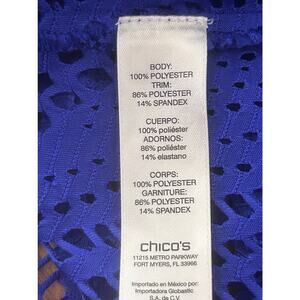 BODY:
100% POLYESTER
TRIM:
86% POLYESTER
14% SPANDEX
CUERPO:
100% poliéster
ADORNOS:
86% poliéster
14% elastano
CORPS:
100% POLYESTER
GARNITURE:
86% POLYESTER
14% SPANDEX
chico's
11215 METRO PARKWAY
FORT MYERS, FL 33966
Importado en México por:
Importadora Globastic
S.A. de C.V.